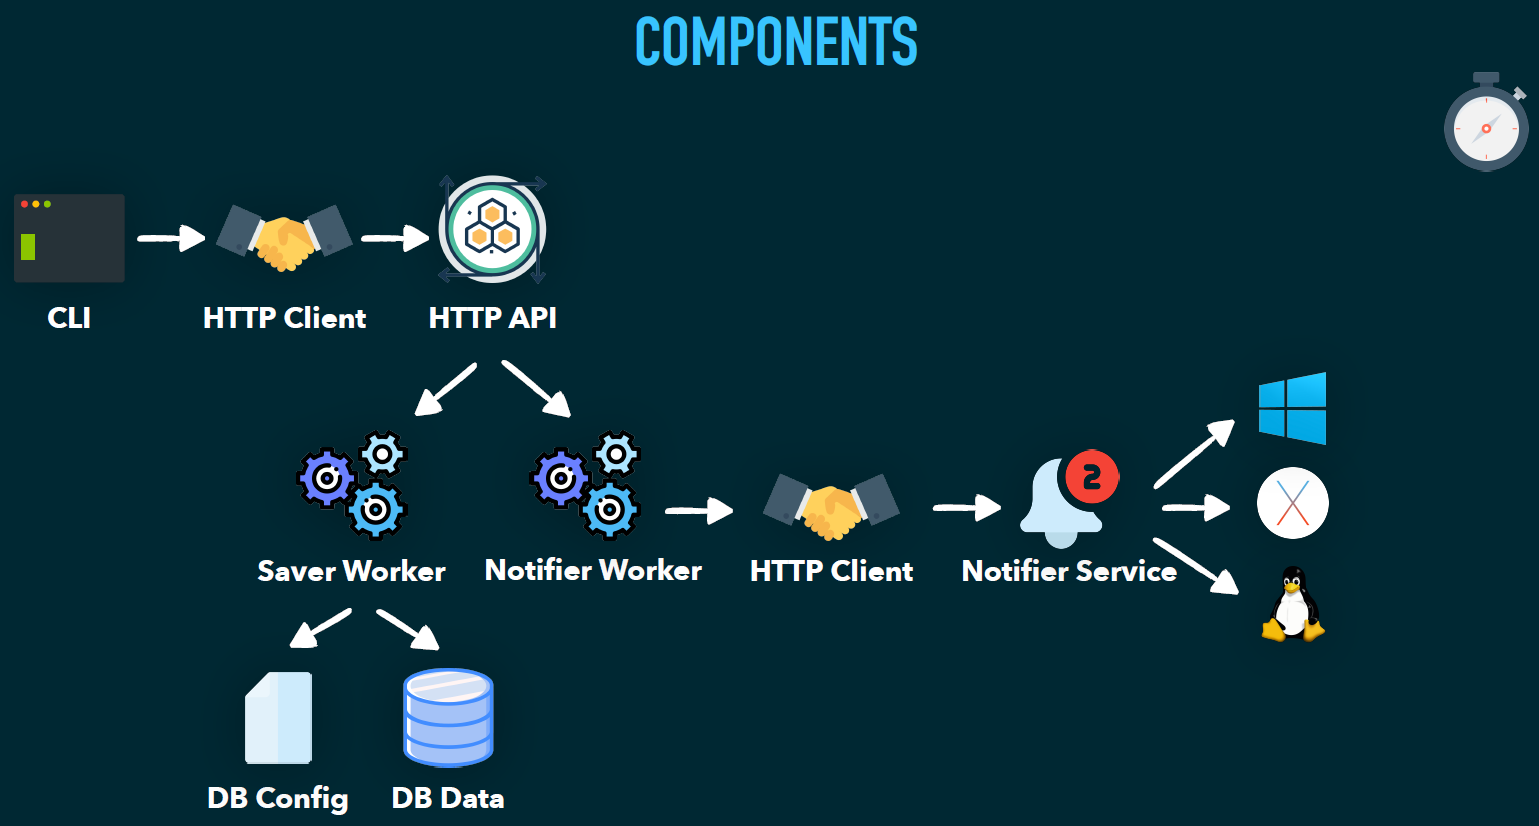 COMPONENTS
CLI
HTTP Client
HTTP API
2
Saver Worker
Notifier Worker
HTTP Client
Notifier Service
DB Config
DB Data